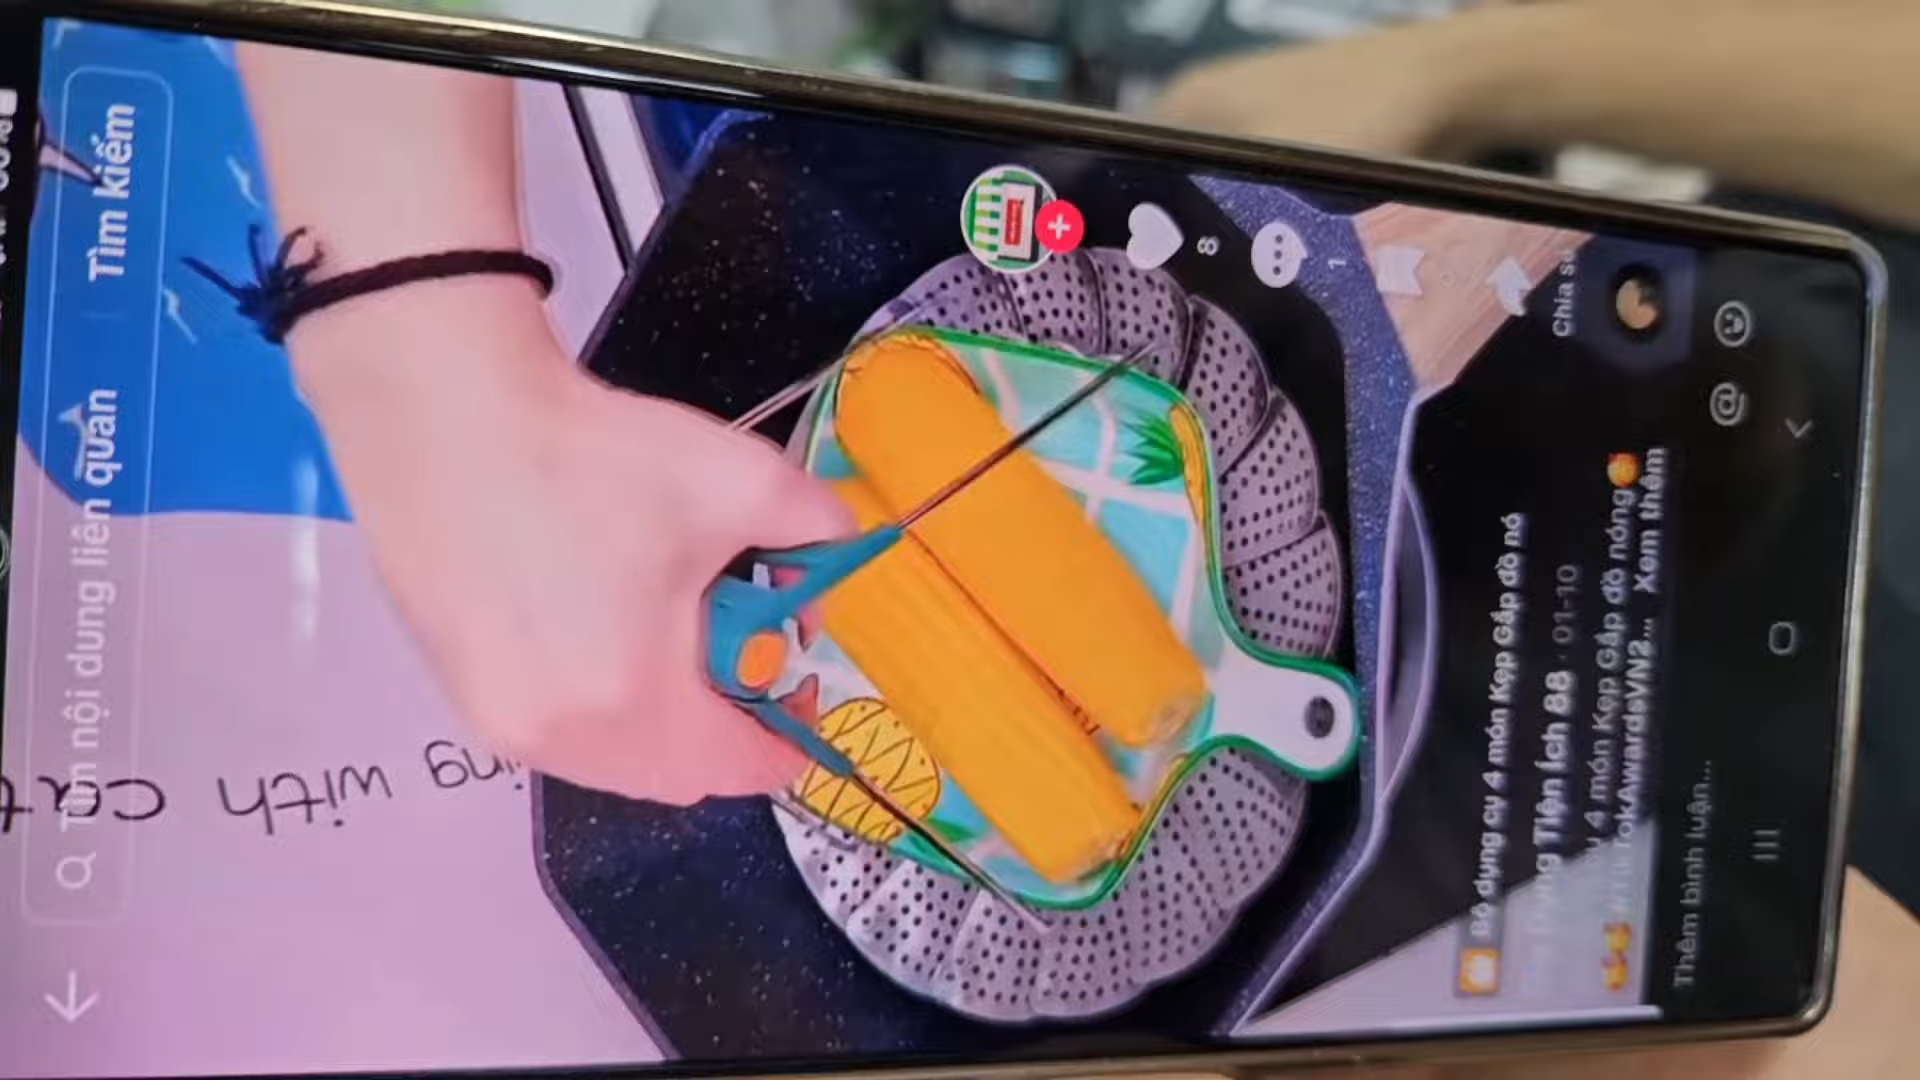 Tìm nội dung liên quan
Tìm kiếm
ing with cat
8
1
Chia sẻ
Bộ dụng cụ 4 món Kẹp Gắp đồ nó
Dụng Tiện Ích 88 · 01-10
4 món Kẹp Gắp đồ nóng🥰
TokAwardsVN2... Xem thêm
Thêm bình luận...
@